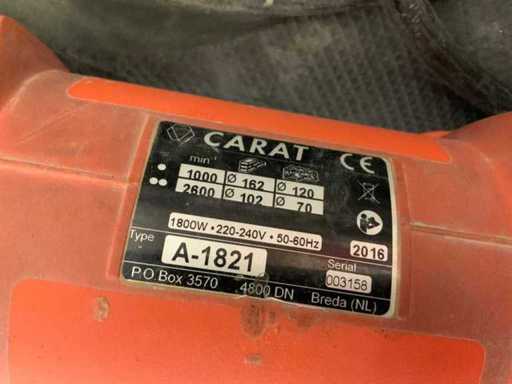 CARAT CE
min⁻¹
1000 Ø 162 Ø 120
2600 Ø 102 Ø 70
1800W • 220-240V • 50-60Hz
2016
Type A-1821 Serial 003158
P.O Box 3570 4800 DN Breda (NL)